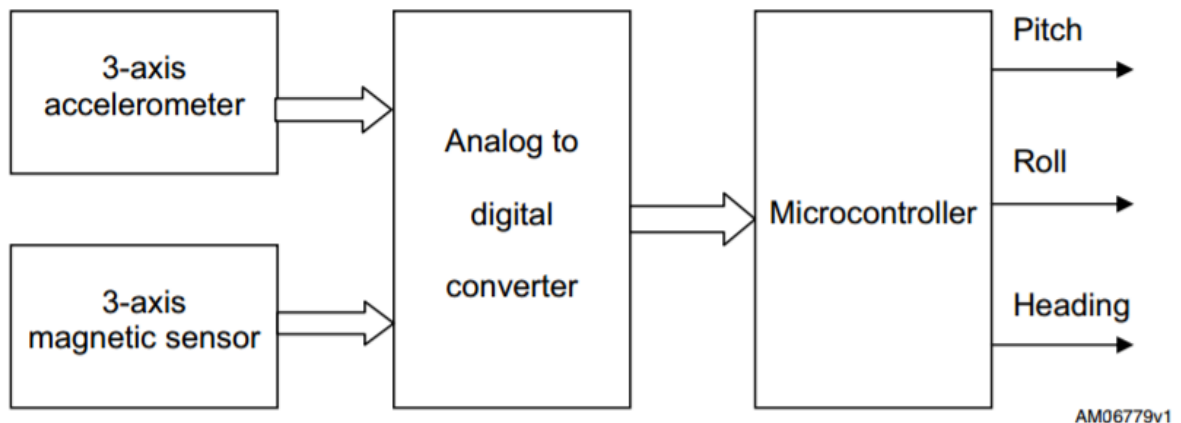 3-axis
accelerometer
3-axis
magnetic sensor
Analog to
digital
converter
Microcontroller
Pitch
Roll
Heading
AM06779v1